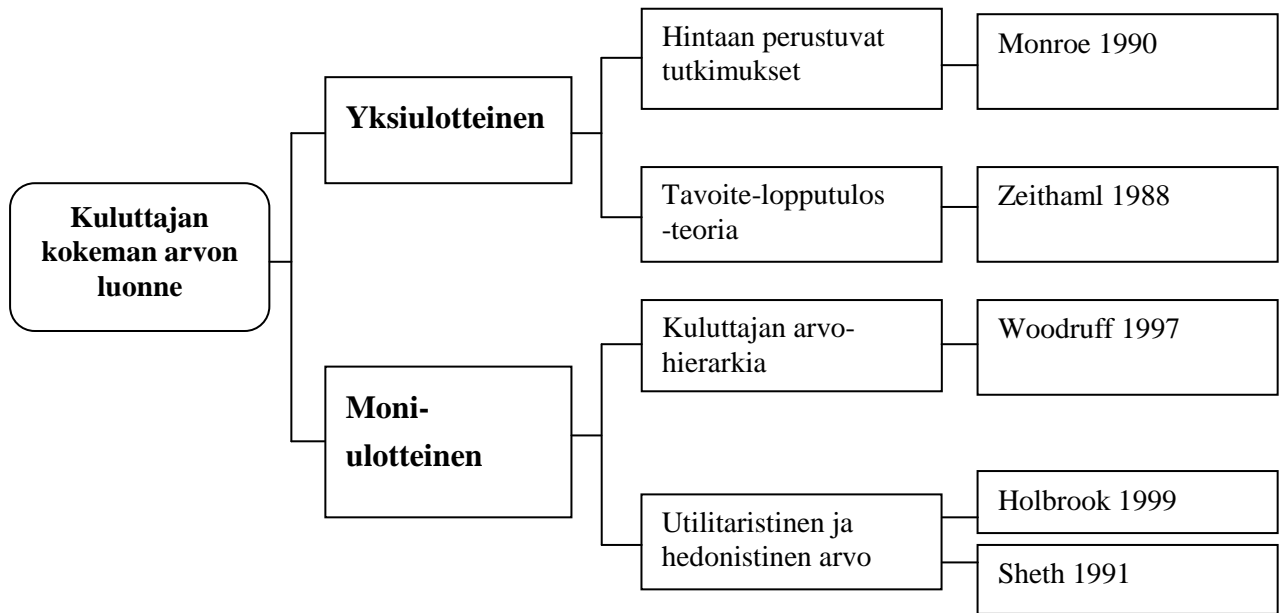 Kuluttajan
kokeman arvon
luonne
Yksiulotteinen
Hintaan perustuvat
tutkimukset
Monroe 1990
Tavoite-lopputulos
-teoria
Zeithaml 1988
Moni-
ulotteinen
Kuluttajan arvo-
hierarkia
Woodruff 1997
Utilitaristinen ja
hedonistinen arvo
Holbrook 1999
Sheth 1991